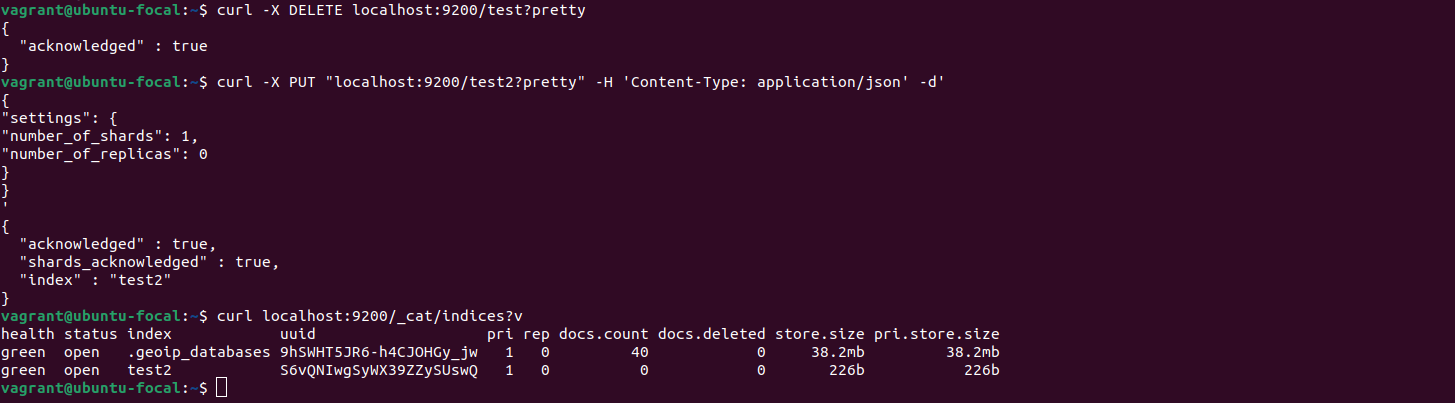 vagrant@ubuntu-focal:~$ curl -X DELETE localhost:9200/test?pretty
{
  "acknowledged" : true
}
vagrant@ubuntu-focal:~$ curl -X PUT "localhost:9200/test2?pretty" -H 'Content-Type: application/json' -d'
{
"settings": {
"number_of_shards": 1,
"number_of_replicas": 0
}
}
'
{
  "acknowledged" : true,
  "shards_acknowledged" : true,
  "index" : "test2"
}
vagrant@ubuntu-focal:~$ curl localhost:9200/_cat/indices?v
health status index            uuid                   pri rep docs.count docs.deleted store.size pri.store.size
green  open   .geoip_databases 9hSWHT5JR6-h4CJOHGy_jw   1   0         40            0     38.2mb         38.2mb
green  open   test2            S6vQNIwgSyWX39ZZySUswQ   1   0          0            0       226b           226b
vagrant@ubuntu-focal:~$